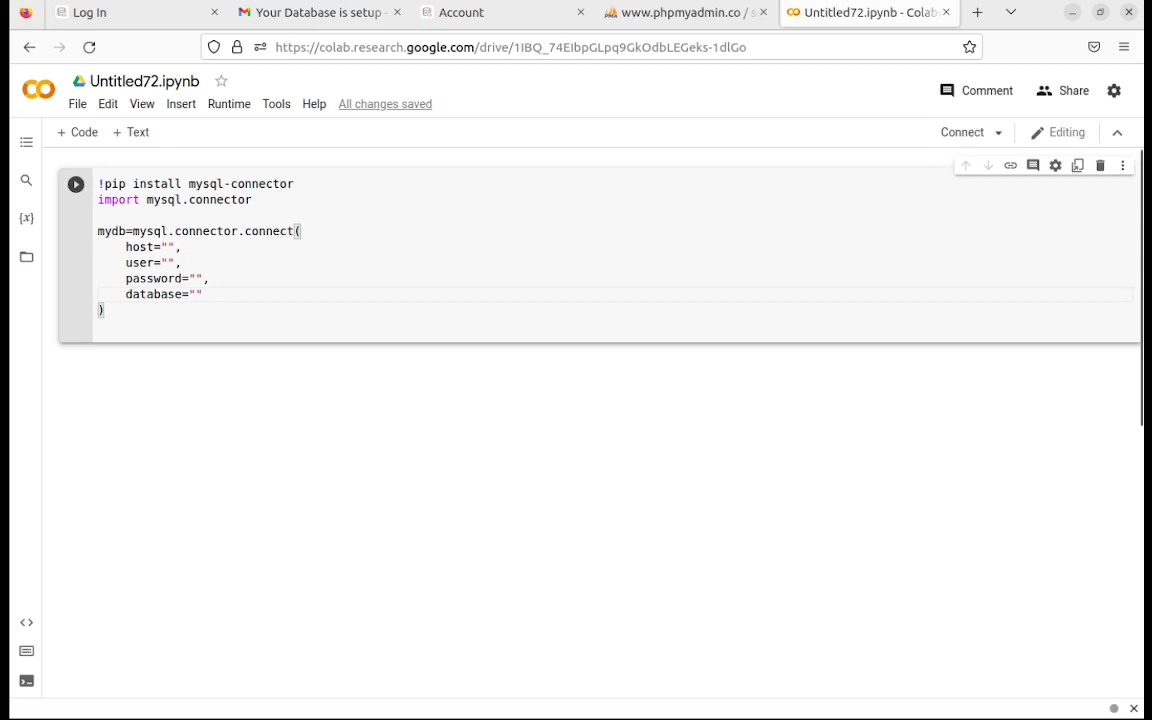 Log In
Your Database is setup -
Account
www.phpmyadmin.co / s
Untitled72.ipynb - Colab
https://colab.research.google.com/drive/1IBQ_74EIbpGLpq9GkOdbLEGeks-1dlGo
Untitled72.ipynb
Comment
Share
File Edit View Insert Runtime Tools Help All changes saved
+ Code + Text
Connect
Editing
!pip install mysql-connector
import mysql.connector
mydb=mysql.connector.connect(
host="",
user="",
password="",
database=""
)
{x}